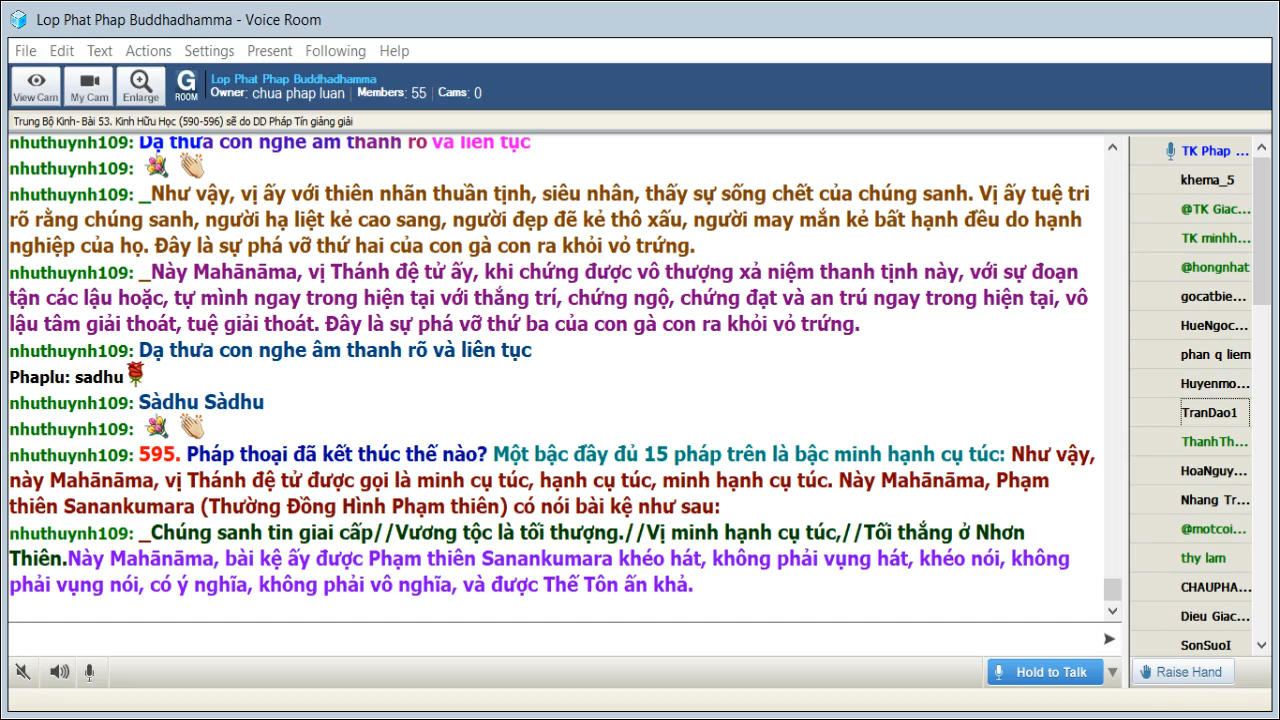 Lop Phat Phap Buddhadhamma - Voice Room
File Edit Text Actions Settings Present Following Help
View Cam My Cam Enlarge G ROOM
Lop Phat Phap Buddhadhamma
Owner: chua phap luan Members: 55 Cams: 0
Trung Bộ Kinh- Bài 53. Kinh Hữu Học (590-596) sẽ do DD Pháp Tín giảng giải
nhuthuynh109: Dạ thưa con nghe âm thanh rõ và liên tục
nhuthuynh109:
nhuthuynh109: _Như vậy, vị ấy với thiên nhãn thuần tịnh, siêu nhân, thấy sự sống chết của chúng sanh. Vị ấy tuệ tri
rõ rằng chúng sanh, người hạ liệt kẻ cao sang, người đẹp đẽ kẻ thô xấu, người may mắn kẻ bất hạnh đều do hạnh
nghiệp của họ. Đây là sự phá vỡ thứ hai của con gà con ra khỏi vỏ trứng.
nhuthuynh109: _Này Mahānāma, vị Thánh đệ tử ấy, khi chứng được vô thượng xả niệm thanh tịnh này, với sự đoạn
tận các lậu hoặc, tự mình ngay trong hiện tại với thắng trí, chứng ngộ, chứng đạt và an trú ngay trong hiện tại, vô
lậu tâm giải thoát, tuệ giải thoát. Đây là sự phá vỡ thứ ba của con gà con ra khỏi vỏ trứng.
nhuthuynh109: Dạ thưa con nghe âm thanh rõ và liên tục
Phaplu: sadhu
nhuthuynh109: Sàdhu Sàdhu
nhuthuynh109:
nhuthuynh109: 595. Pháp thoại đã kết thúc thế nào? Một bậc đầy đủ 15 pháp trên là bậc minh hạnh cụ túc: Như vậy,
này Mahānāma, vị Thánh đệ tử được gọi là minh cụ túc, hạnh cụ túc, minh hạnh cụ túc. Này Mahānāma, Phạm
thiên Sanankumara (Thường Đồng Hình Phạm thiên) có nói bài kệ như sau:
nhuthuynh109: _Chúng sanh tin giai cấp//Vương tộc là tối thượng.//Vị minh hạnh cụ túc,//Tối thắng ở Nhơn
Thiên.Này Mahānāma, bài kệ ấy được Phạm thiên Sanankumara khéo hát, không phải vụng hát, khéo nói, không
phải vụng nói, có ý nghĩa, không phải vô nghĩa, và được Thế Tôn ấn khả.
TK Phap ...
khema_5
@TK Giac...
TK minhh...
@hongnhat
gocatbie...
HueNgoc...
phan q liem
Huyenmo...
TranDao1
ThanhTh...
HoaNguy...
Nhang Tr...
@motcoi...
thy lam
CHAUPHA...
Dieu Giac...
SonSuoI
Hold to Talk
Raise Hand